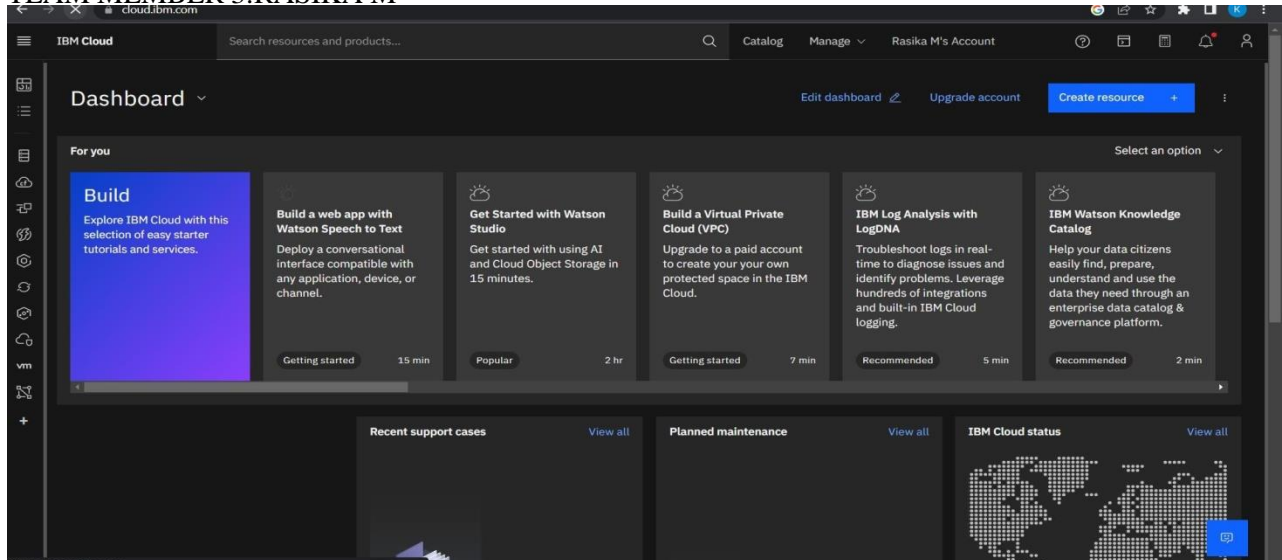 TEAM MEMBER 3:RASIKA M
cloud.ibm.com
K
IBM Cloud
Search resources and products...
Catalog
Manage
Rasika M's Account
Dashboard
Edit dashboard
Upgrade account
Create resource +
For you
Select an option
Build
Explore IBM Cloud with this
selection of easy starter
tutorials and services.
Build a web app with
Watson Speech to Text
Deploy a conversational
interface compatible with
any application, device, or
channel.
Getting started 15 min
Get Started with Watson
Studio
Get started with using AI
and Cloud Object Storage in
15 minutes.
Popular 2 hr
Build a Virtual Private
Cloud (VPC)
Upgrade to a paid account
to create your your own
protected space in the IBM
Cloud.
Getting started 7 min
IBM Log Analysis with
LogDNA
Troubleshoot logs in real-
time to diagnose issues and
identify problems. Leverage
hundreds of integrations
and built-in IBM Cloud
logging.
Recommended 5 min
IBM Watson Knowledge
Catalog
Help your data citizens
easily find, prepare,
understand and use the
data they need through an
enterprise data catalog &
governance platform.
Recommended 2 min
vm
Recent support cases View all
Planned maintenance View all
IBM Cloud status View all